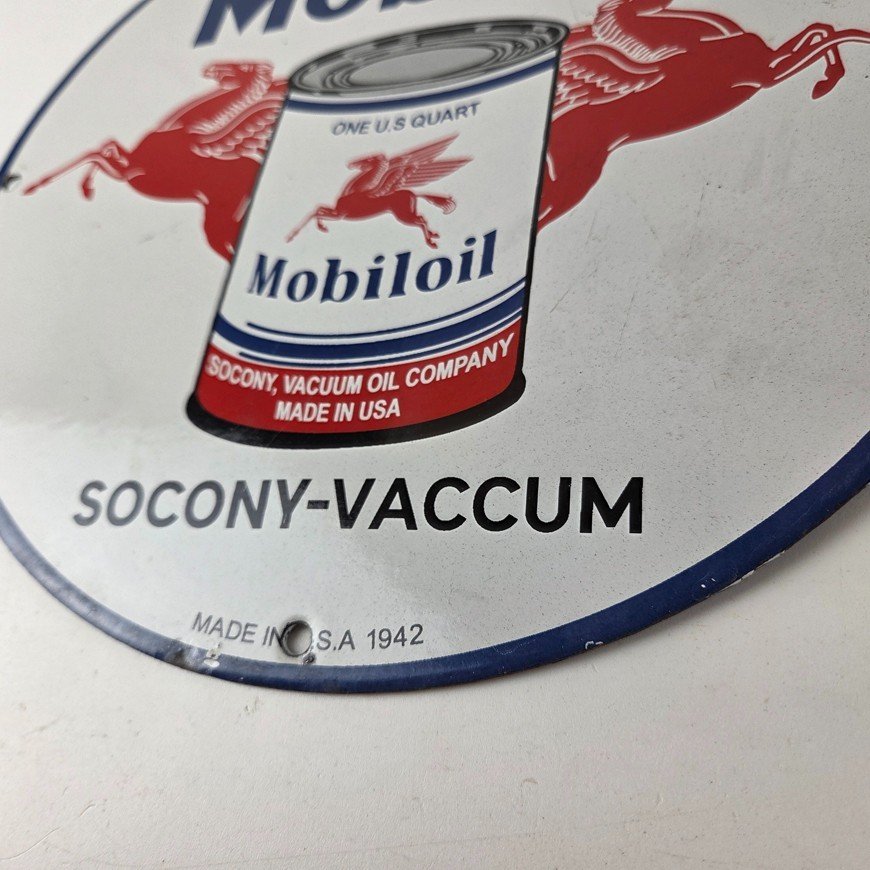 ONE U.S QUART
Mobiloil
SOCONY, VACUUM OIL COMPANY
MADE IN USA
SOCONY-VACCUM
MADE IN S.A 1942